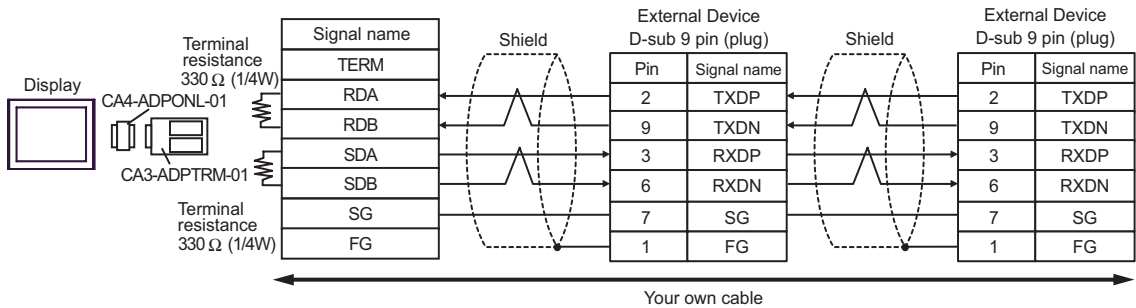 Display
CA4-ADPONL-01
CA3-ADPTRM-01
Terminal
resistance
330 Ω (1/4W)
Terminal
resistance
330 Ω (1/4W)
Signal name
TERM
RDA
RDB
SDA
SDB
SG
FG
Shield
External Device
D-sub 9 pin (plug)
Pin Signal name
2 TXDP
9 TXDN
3 RXDP
6 RXDN
7 SG
1 FG
Shield
External Device
D-sub 9 pin (plug)
Pin Signal name
2 TXDP
9 TXDN
3 RXDP
6 RXDN
7 SG
1 FG
Your own cable